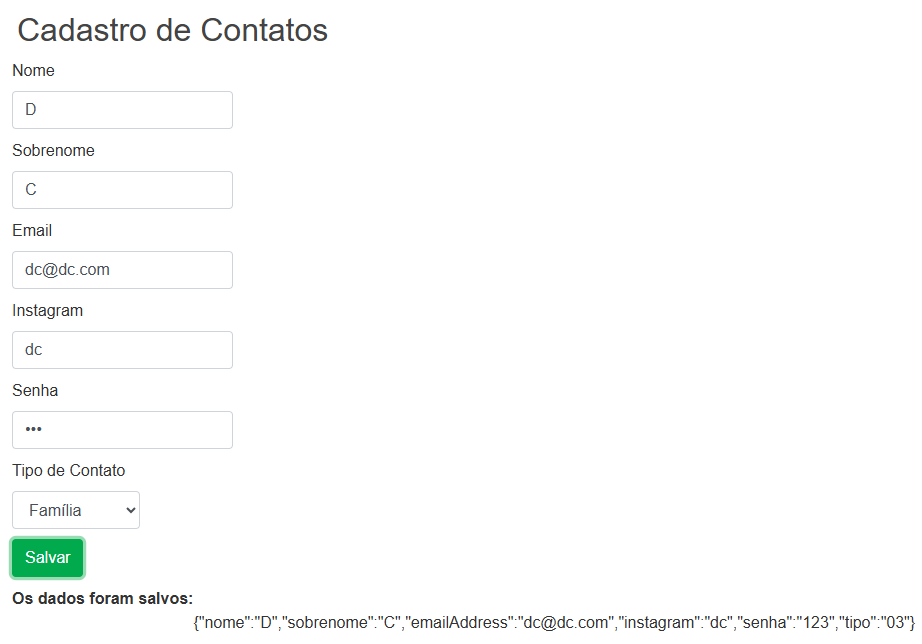 Cadastro de Contatos
Nome
D
Sobrenome
C
Email
dc@dc.com
Instagram
dc
Senha
•••
Tipo de Contato
Família
Salvar
Os dados foram salvos:
{"nome":"D","sobrenome":"C","emailAddress":"dc@dc.com","instagram":"dc","senha":"123","tipo":"03"}